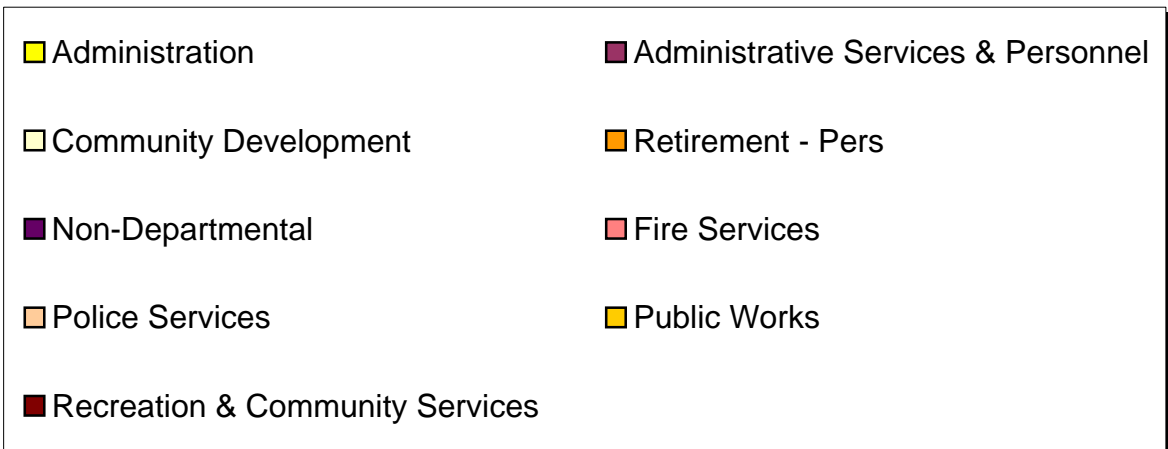 Administration
Administrative Services & Personnel
Community Development
Retirement - Pers
Non-Departmental
Fire Services
Police Services
Public Works
Recreation & Community Services